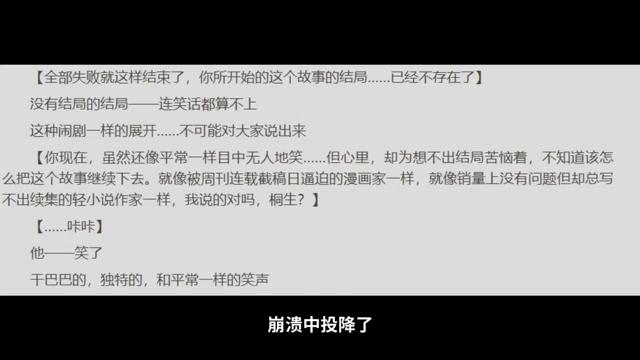 【全部失败就这样结束了，你所开始的这个故事的结局……已经不存在了】
没有结局的结局——连笑话都算不上
这种闹剧一样的展开……不可能对大家说出来
【你现在，虽然还像平常一样目中无人地笑……但心里，却为想不出结局苦恼着，不知道该怎
么把这个故事继续下去。就像被周刊连载截稿日逼迫的漫画家一样，就像销量上没有问题但却总写
不出续集的轻小说作家一样，我说的对吗，桐生？】
【……咔咔】
他——笑了
干巴巴的，独特的，和平常一样的笑声
崩溃中投降了